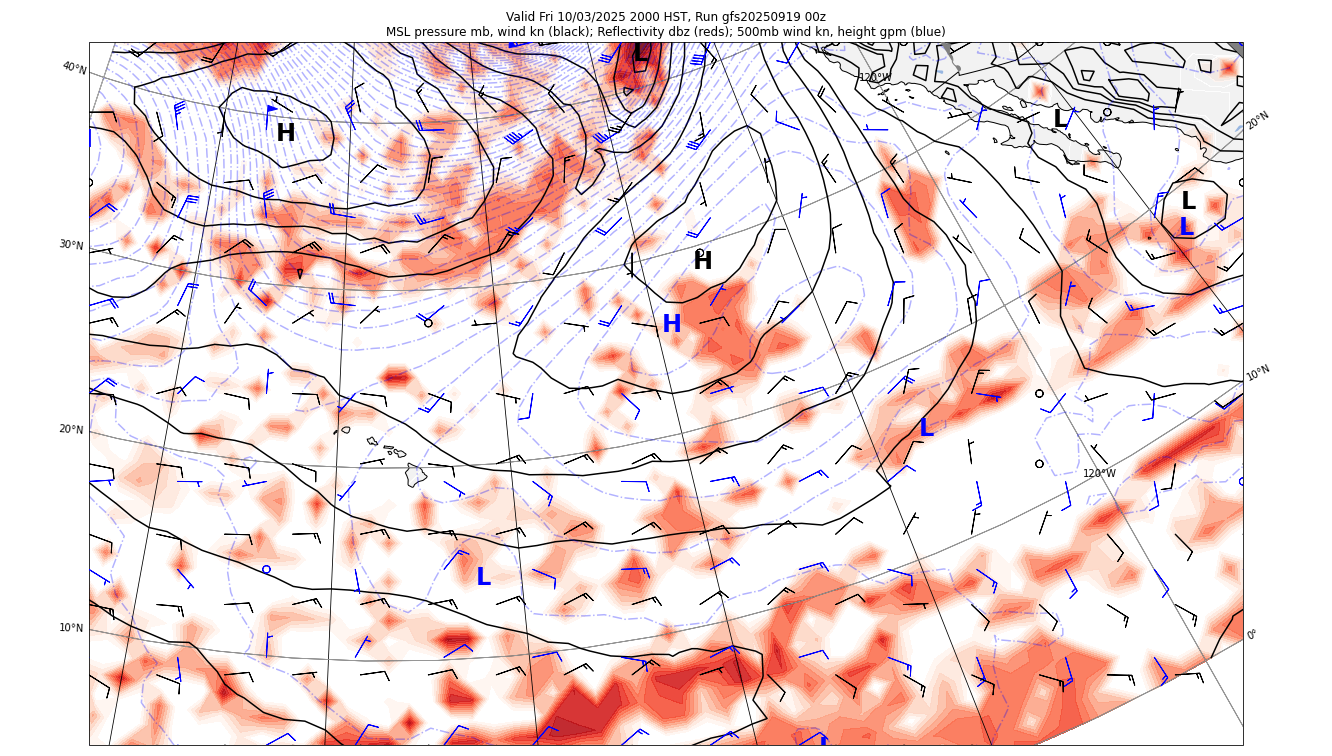 Valid Fri 10/03/2025 2000 HST, Run gfs20250919 00z
MSL pressure mb, wind kn (black); Reflectivity dbz (reds); 500mb wind kn, height gpm (blue)
L
40°N
120°W
20°N
L
H
L
L
30°N
H
H
10°N
20°N
L
120°W
L
10°N
0°
L